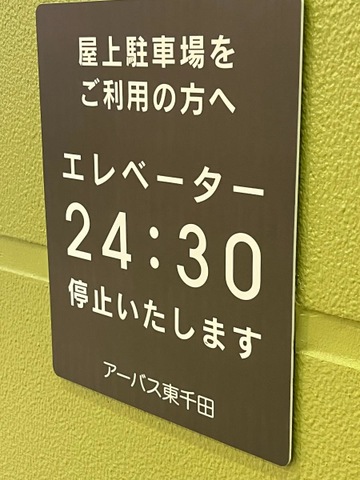 屋上駐車場を
ご利用の方へ
エレベーター
24:30
停止いたします
アーバス東千田